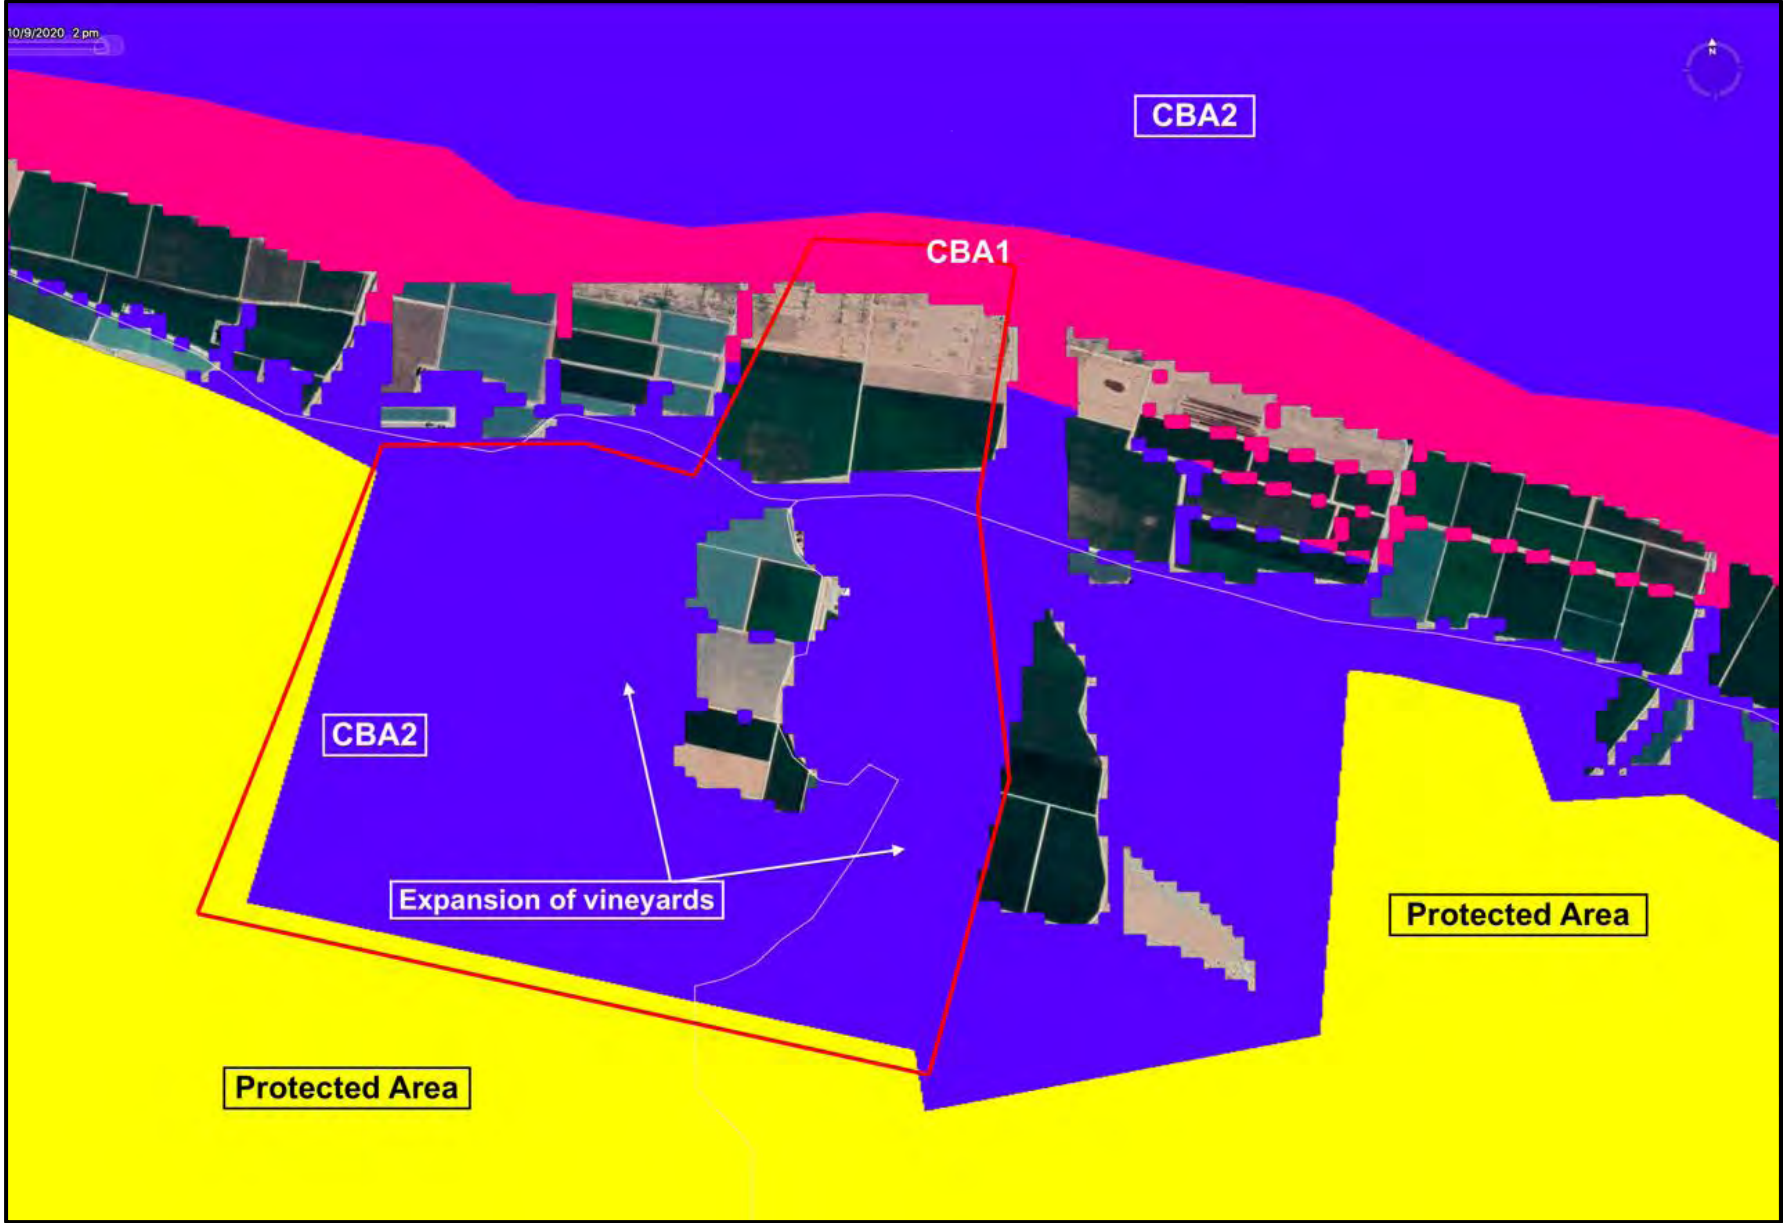 10/9/2020 2 pm
N
CBA2
CBA1
CBA2
Expansion of vineyards
Protected Area
Protected Area